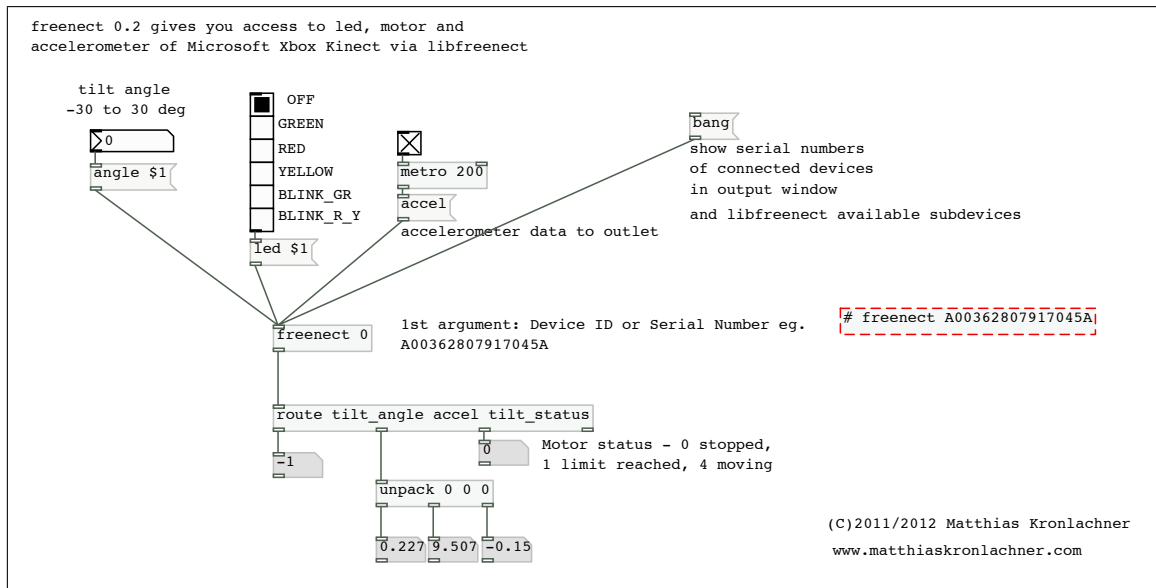 freenect 0.2 gives you access to led, motor and
accelerometer of Microsoft Xbox Kinect via libfreenect
tilt angle
-30 to 30 deg
0
angle $1
OFF
GREEN
RED
YELLOW
BLINK_GR
BLINK_R_Y
led $1
metro 200
accel
accelerometer data to outlet
bang
show serial numbers
of connected devices
in output window
and libfreenect available subdevices
freenect 0
1st argument: Device ID or Serial Number eg.
A00362807917045A
# freenect A00362807917045A
route tilt_angle accel tilt_status
-1
0
Motor status - 0 stopped,
1 limit reached, 4 moving
unpack 0 0 0
0.227
9.507
-0.15
(C)2011/2012 Matthias Kronlachner
www.matthiaskronlachner.com